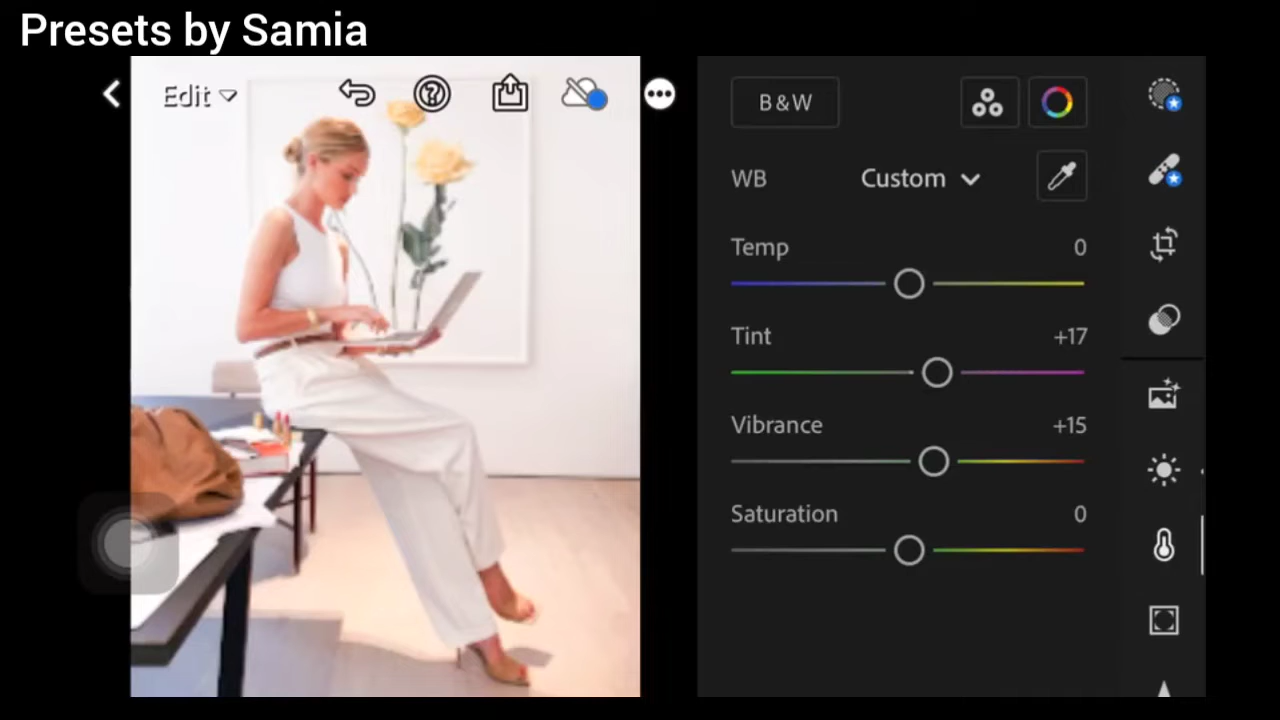 Presets by Samia
Edit
B&W
WB Custom
Temp 0
Tint +17
Vibrance +15
Saturation 0